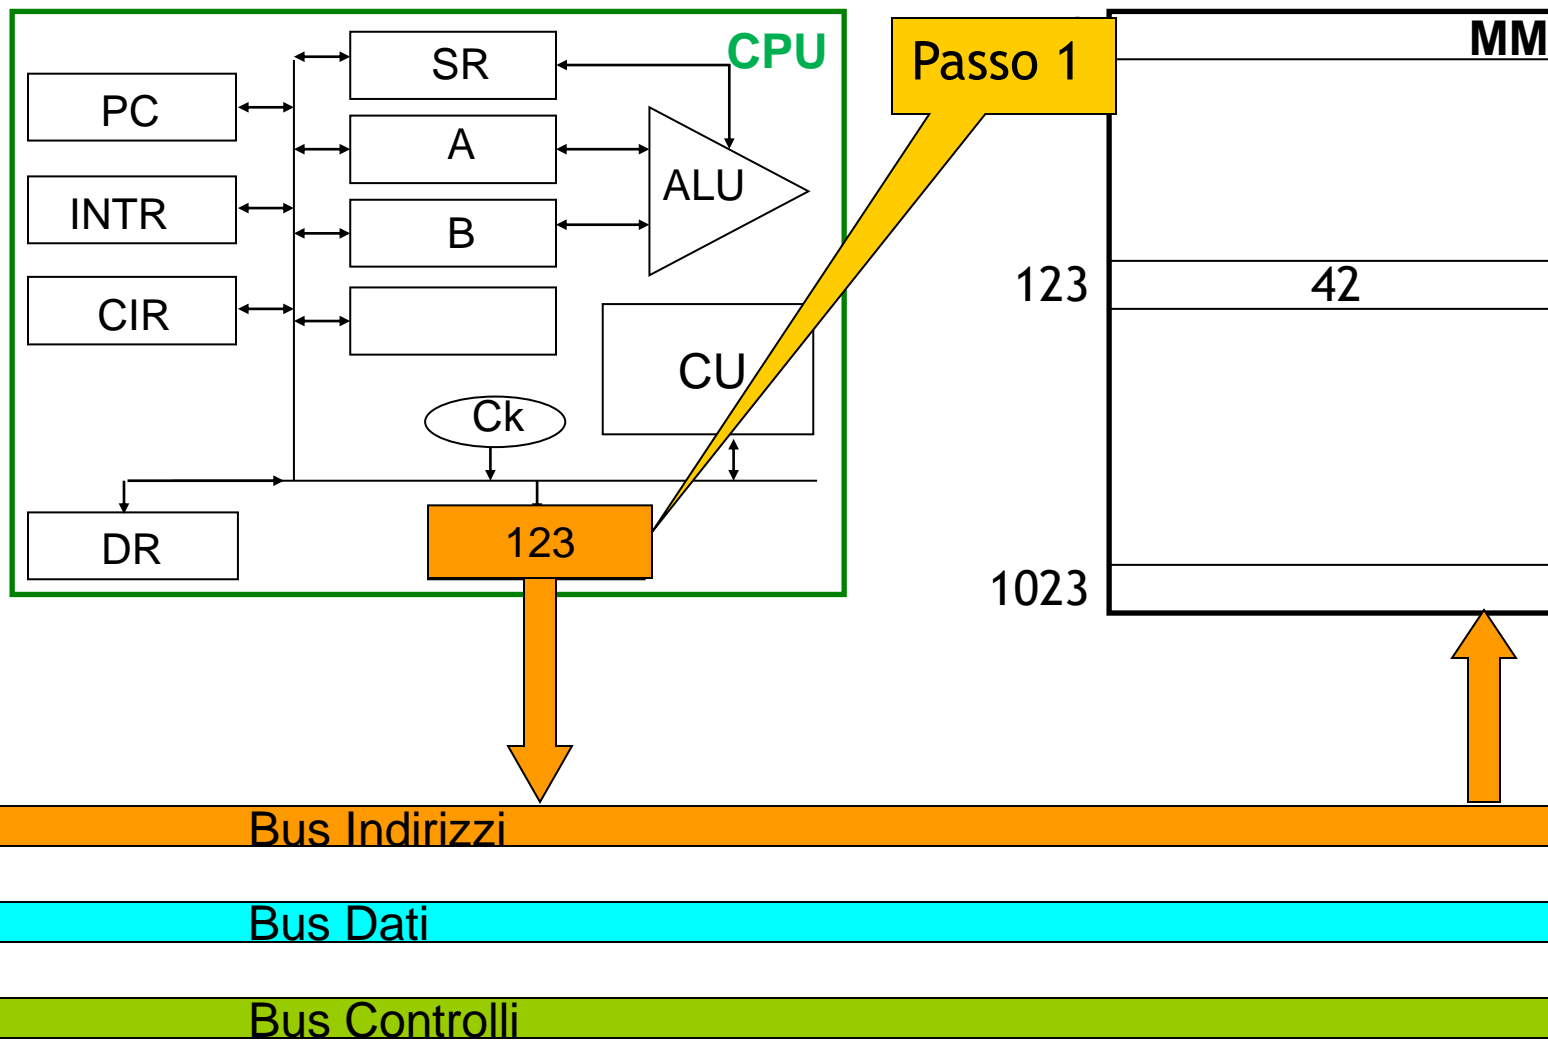 CPU
SR
PC
A
ALU
INTR
B
CIR
CU
Ck
DR
123
Passo 1
MM
123
42
1023
Bus Indirizzi
Bus Dati
Bus Controlli